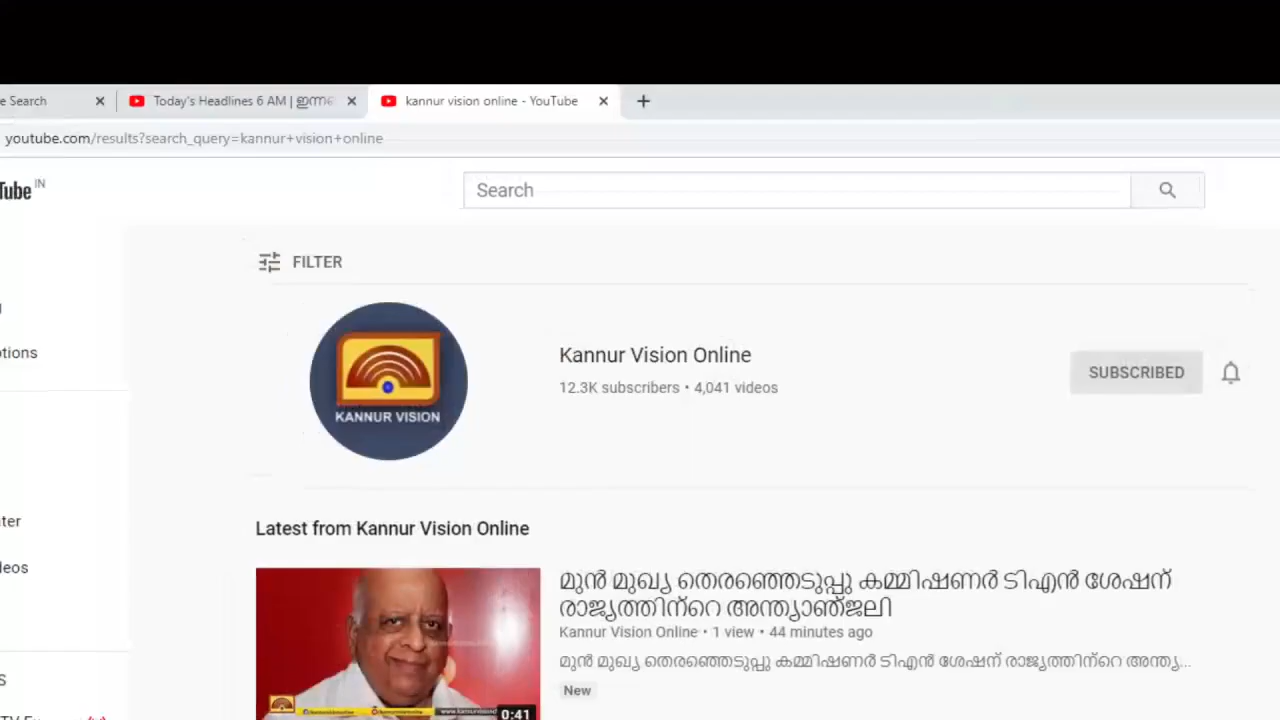 e Search
Today's Headlines 6 AM | ഇന്നത
kannur vision online - YouTube
youtube.com/results?search_query=kannur+vision+online
Tube IN
Search
FILTER
otions
KANNUR VISION
Kannur Vision Online
12.3K subscribers • 4,041 videos
SUBSCRIBED
ter
eos
Latest from Kannur Vision Online
മുൻ മുഖ്യ തെരഞ്ഞെടുപ്പു കമ്മിഷണർ ടിഎൻ ശേഷന്
രാജ്യത്തിന്റെ അന്ത്യാഞ്ജലി
Kannur Vision Online • 1 view • 44 minutes ago
മുൻ മുഖ്യ തെരഞ്ഞെടുപ്പു കമ്മിഷണർ ടിഎൻ ശേഷന് രാജ്യത്തിന്റെ അന്ത്യ...
New
0:41
S